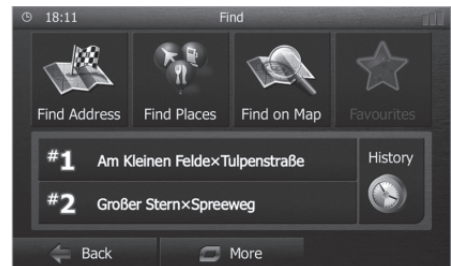 18:11 Find
Find Address Find Places Find on Map Favourites
#1 Am Kleinen Felde×Tulpenstraße History
#2 Großer Stern×Spreeweg
Back More